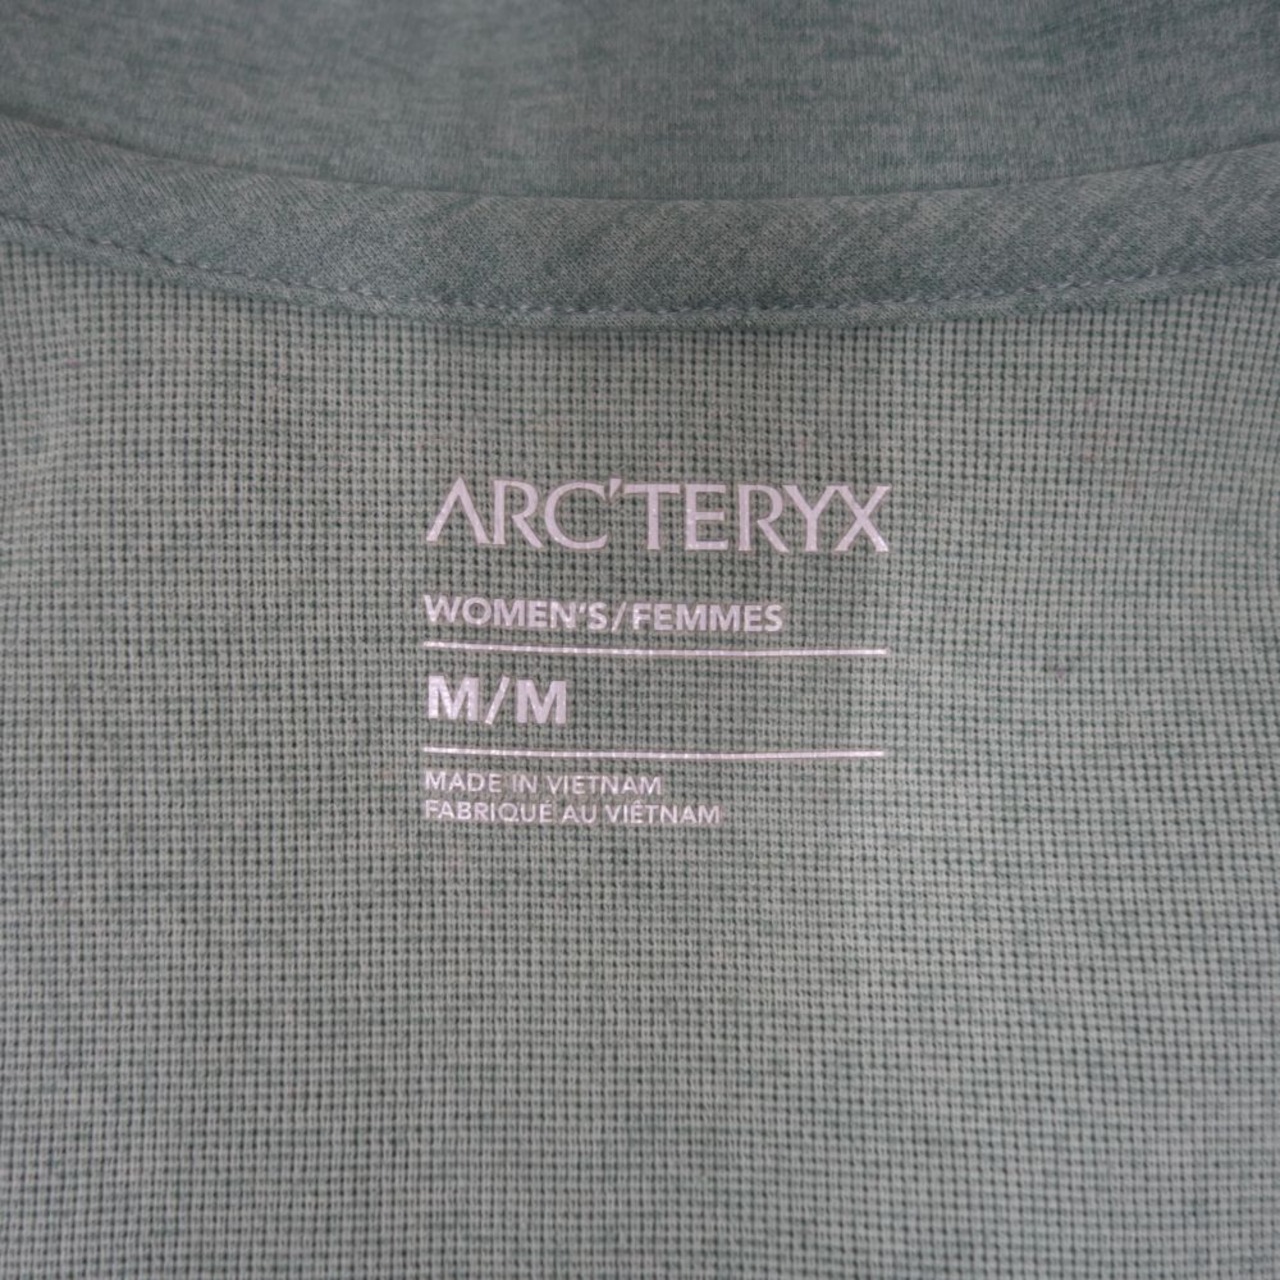 ARC'TERYX
WOMEN'S/FEMMES
M/M
MADE IN VIETNAM
FABRIQUÉ AU VIÊTNAM